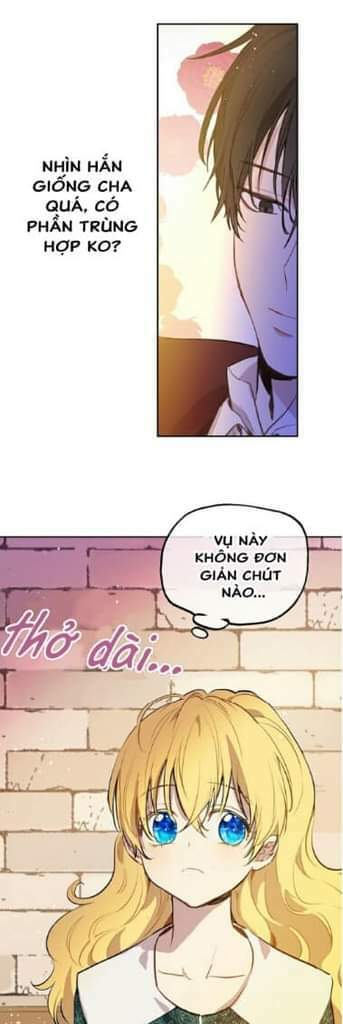 NHÌN HẮN
GIỐNG CHA
QUÁ, CÓ
PHẦN TRÙNG
HỢP KO?
VỤ NÀY
KHÔNG ĐƠN
GIẢN CHÚT
NÀO...
thở dài...